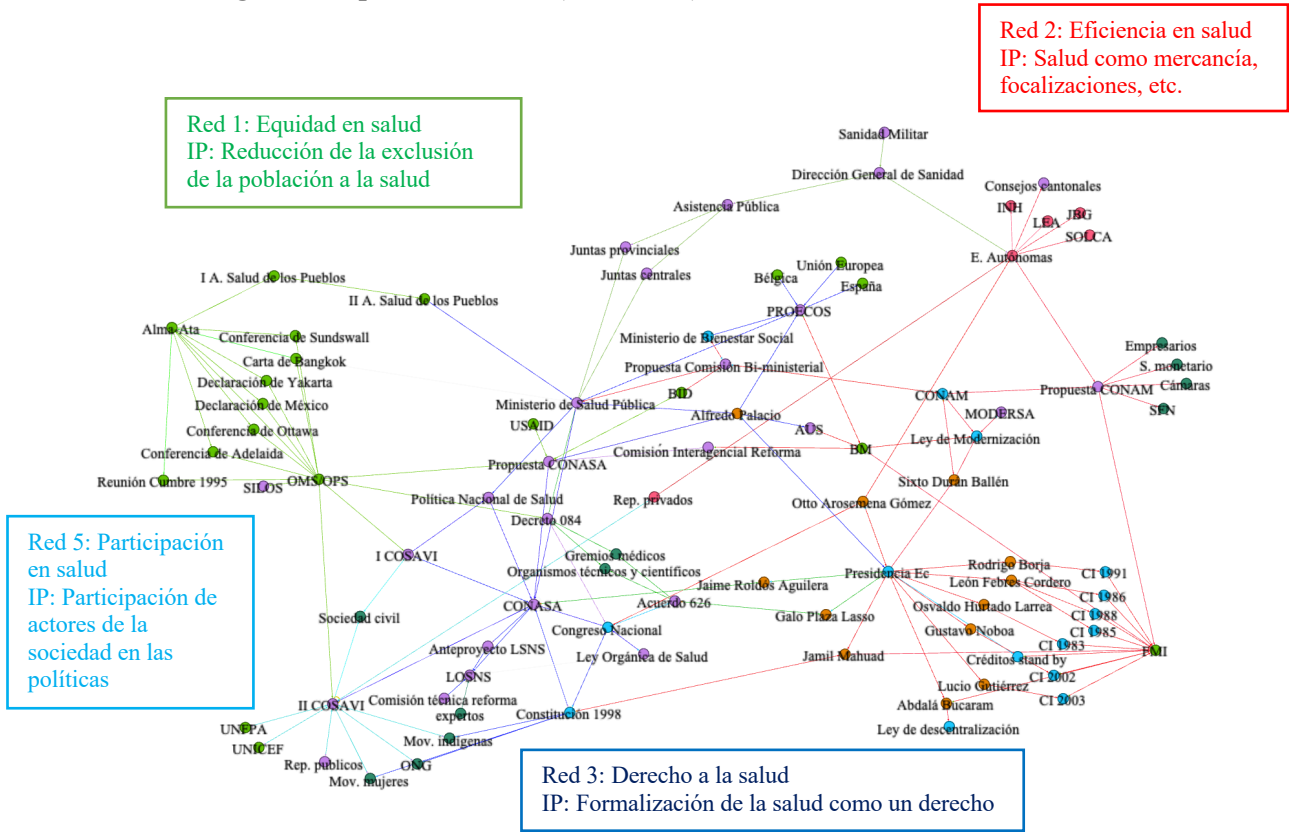 Red 2: Eficiencia en salud
IP: Salud como mercancía,
focalizaciones, etc.
Red 1: Equidad en salud
IP: Reducción de la exclusión
de la población a la salud
Sanidad Militar
Dirección General de Sanidad
Consejos cantonales
Asistencia Pública
INH
JBG
LEA
SOLCA
Juntas provinciales
E. Autónomas
Unión Europea
I A. Salud de los Pueblos
Juntas centrales
Bélgica
España
II A. Salud de los Pueblos
PROECOS
Alma-Ata
Conferencia de Sundswall
Ministerio de Bienestar Social
Empresarios
Carta de Bangkok
Propuesta Comisión Bi-ministerial
S. monetario
Declaración de Yakarta
BID
CONAM
Propuesta CONAM
Cámaras
Declaración de México
Ministerio de Salud Pública
Alfredo Palacio
MODERSA
SFN
USAID
AUS
Conferencia de Ottawa
Ley de Modernización
Conferencia de Adelaida
Propuesta CONASA
Comisión Interagencial Reforma
BM
Reunión Cumbre 1995
SILOS
OMS/OPS
Política Nacional de Salud
Rep. privados
Sixto Durán Ballén
Otto Arosemena Gómez
Decreto 084
Red 5: Participación
en salud
IP: Participación de
actores de la
sociedad en las
políticas
I COSAVI
Gremios médicos
Organismos técnicos y científicos
Jaime Roldós Aguilera
Presidencia Ec
Rodrigo Borja
León Febres Cordero
CI 1991
CI 1986
CONASA
Acuerdo 626
Galo Plaza Lasso
Osvaldo Hurtado Larrea
CI 1988
Sociedad civil
Congreso Nacional
Gustavo Noboa
CI 1985
CI 1983
Anteproyecto LSNS
Ley Orgánica de Salud
Jamil Mahuad
Créditos stand by
FMI
LOSNS
CI 2002
Lucio Gutiérrez
II COSAVI
Comisión técnica reforma
expertos
Constitución 1998
Abdalá Bucaram
CI 2003
UNFPA
Mov. indígenas
Ley de descentralización
UNICEF
Rep. públicos
ONG
Mov. mujeres
Red 3: Derecho a la salud
IP: Formalización de la salud como un derecho